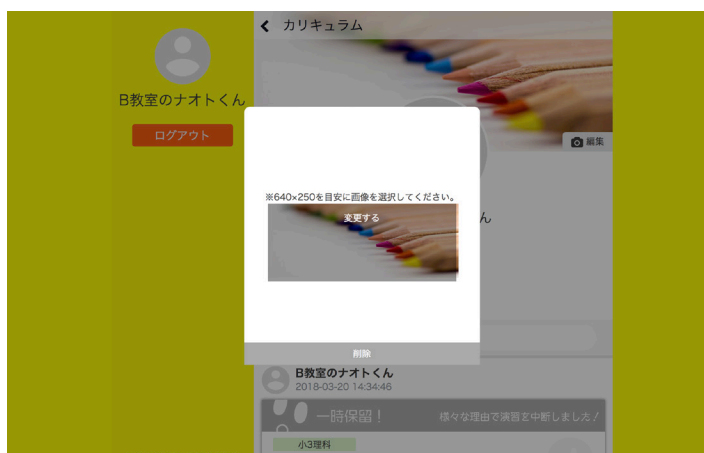 カリキュラム
B教室のナオトくん
ログアウト
編集
※640×250を目安に画像を選択してください。
変更する
ん
削除
B教室のナオトくん
2018-03-20 14:34:46
一時保留！
様々な理由で演習を中断しました！
小3理科